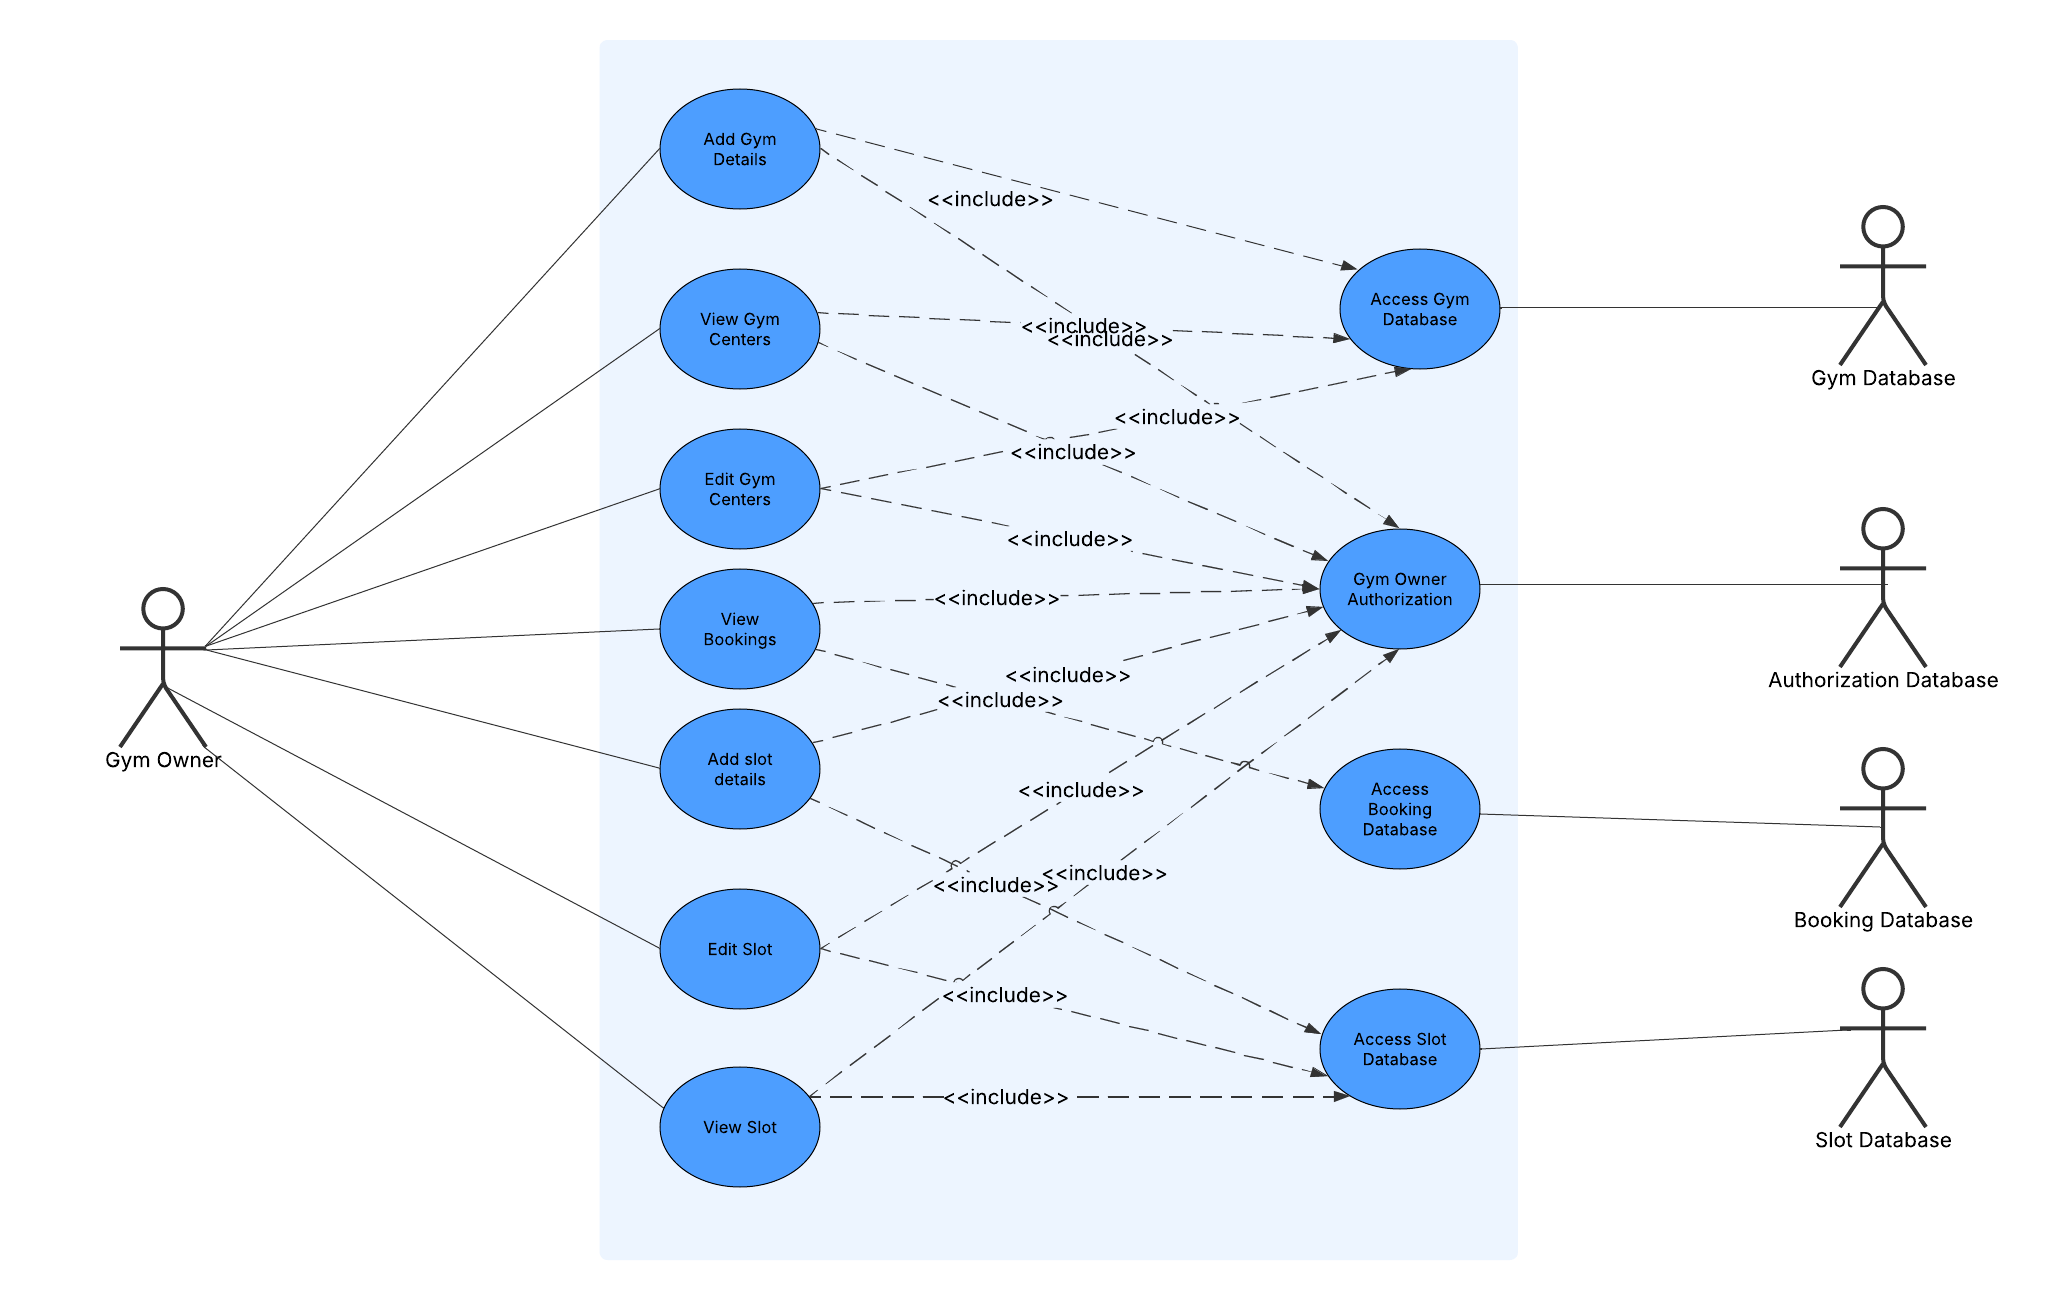 Add Gym
Details
<<include>>
Access Gym
Database
View Gym
Centers
<<include>>
<<include>>
Gym Database
<<include>>
<<include>>
Edit Gym
Centers
<<include>>
Gym Owner
Authorization
<<include>>
View
Bookings
<<include>>
Authorization Database
<<include>>
Gym Owner
Add slot
details
<<include>>
Access
Booking
Database
<<include>>
<<include>>
Booking Database
Edit Slot
<<include>>
Access Slot
Database
<<include>>
View Slot
Slot Database